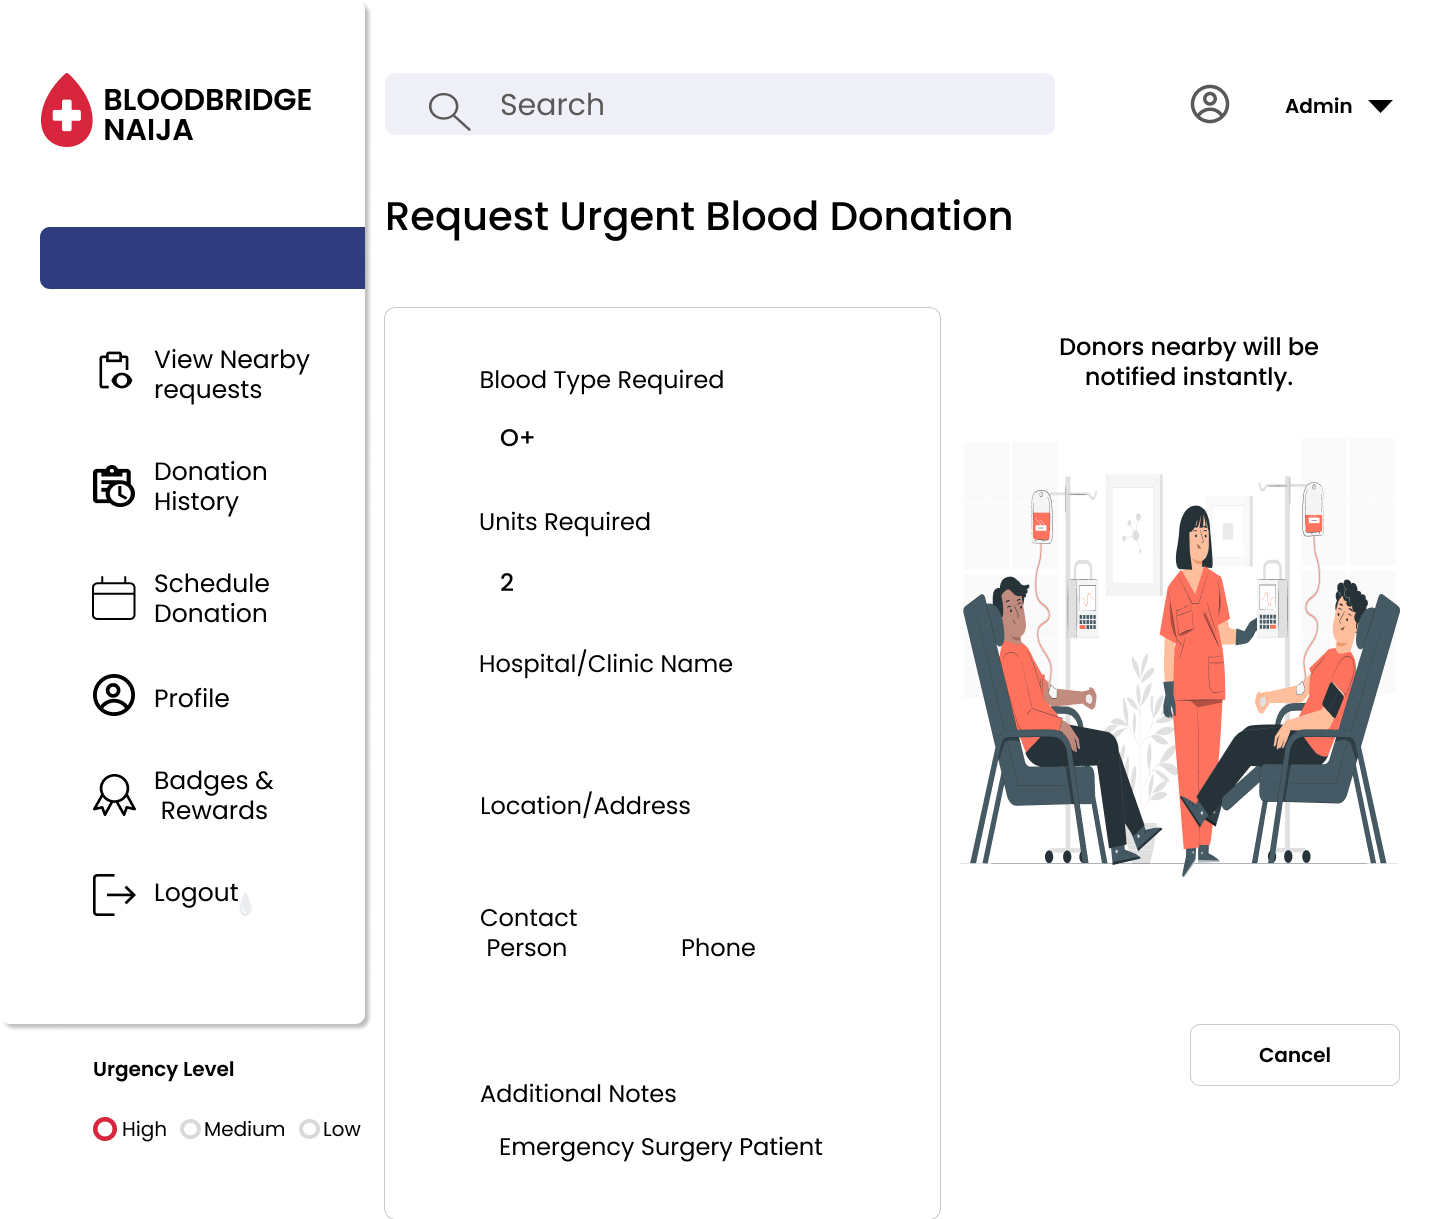 BLOODBRIDGE
NAIJA
Search
Admin
Request Urgent Blood Donation
View Nearby
requests
Donation
History
Schedule
Donation
Profile
Badges &
Rewards
Logout
Urgency Level
High Medium Low
Blood Type Required
O+
Units Required
2
Hospital/Clinic Name
Location/Address
Contact
Person Phone
Additional Notes
Emergency Surgery Patient
Donors nearby will be
notified instantly.
Cancel